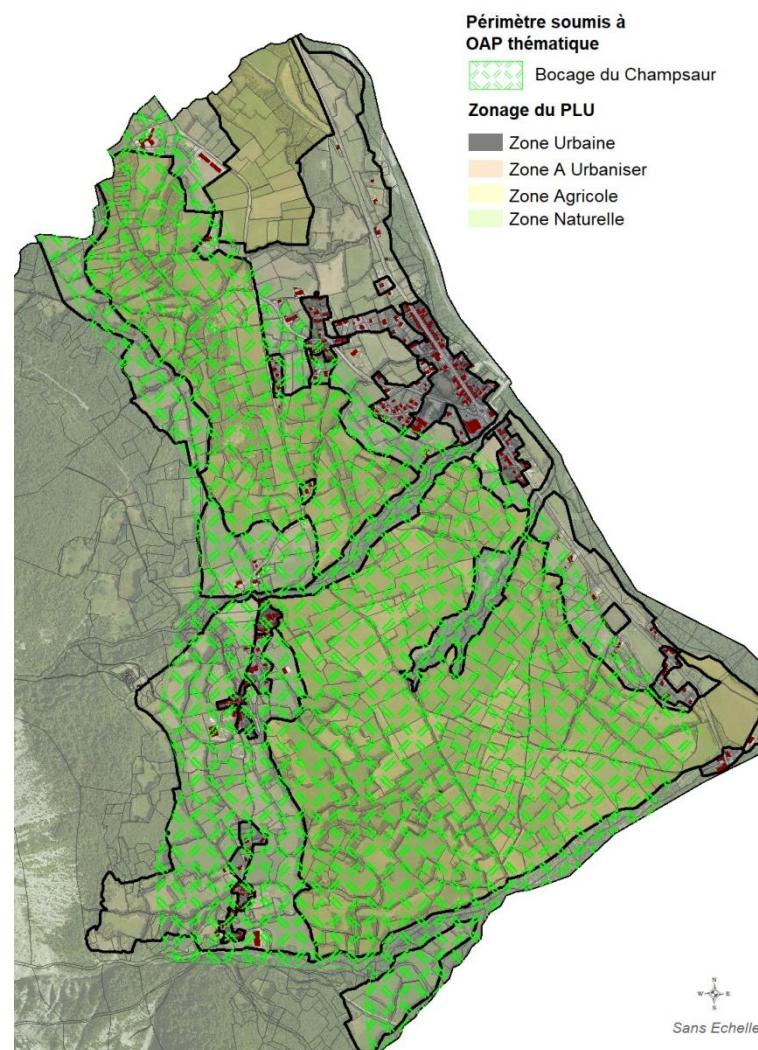 Périmètre soumis à
OAP thématique
Bocage du Champsaur
Zonage du PLU
Zone Urbaine
Zone A Urbaniser
Zone Agricole
Zone Naturelle
N
W E
S
Sans Echelle